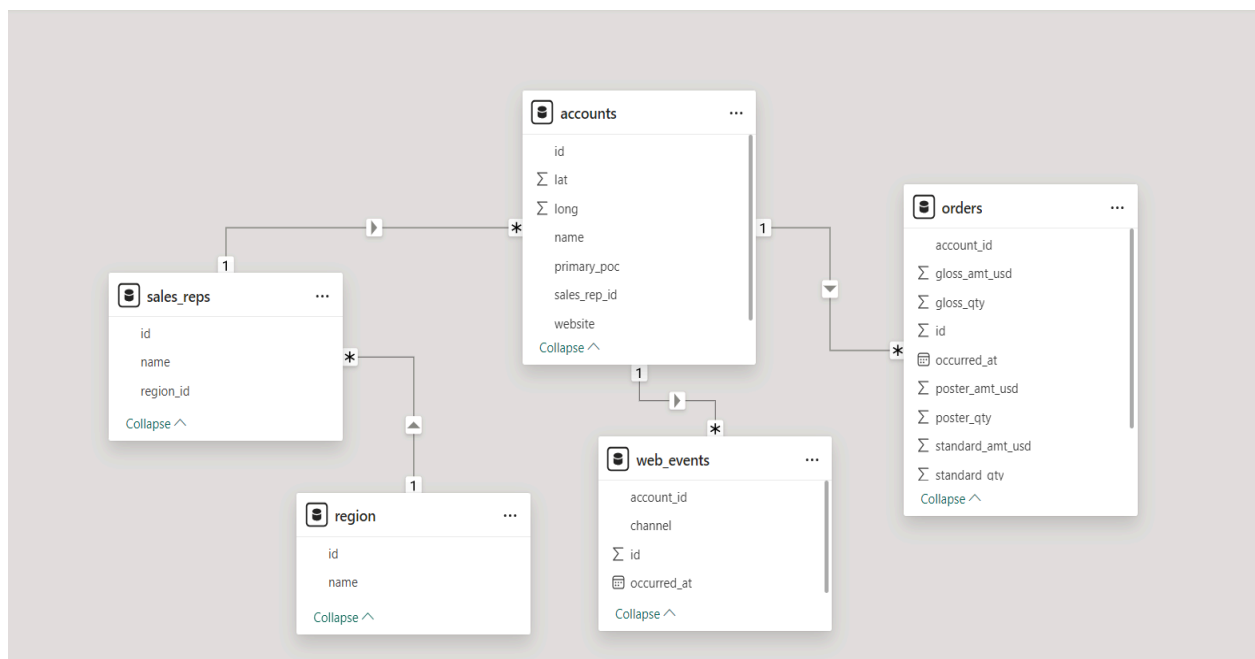 accounts
id
∑ lat
∑ long
name
primary_poc
sales_rep_id
website
Collapse
orders
account_id
∑ gloss_amt_usd
∑ gloss_qty
∑ id
occurred_at
∑ poster_amt_usd
∑ poster_qty
∑ standard_amt_usd
∑ standard_qty
Collapse
sales_reps
id
name
region_id
Collapse
web_events
account_id
channel
∑ id
occurred_at
Collapse
region
id
name
Collapse
1
*
1
*
1
*
1
*